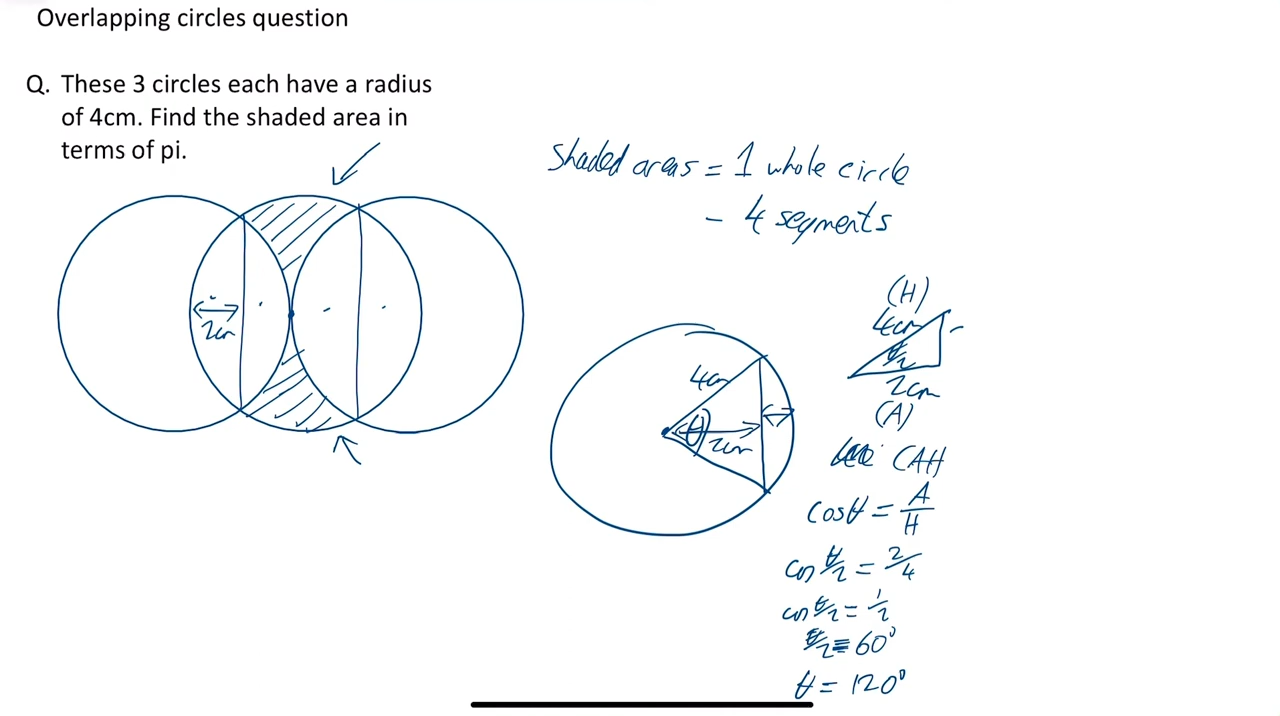 Overlapping circles question
Q. These 3 circles each have a radius
of 4cm. Find the shaded area in
terms of pi.
Shaded areas = 1 whole circle
- 4 segments
2cm
4cm
θ
2cm
(H)
4cm
θ/2
2cm
(A)
CAH
cosθ = A/H
cos θ/2 = 2/4
cos θ/2 = 1/2
θ/2 = 60°
θ = 120°